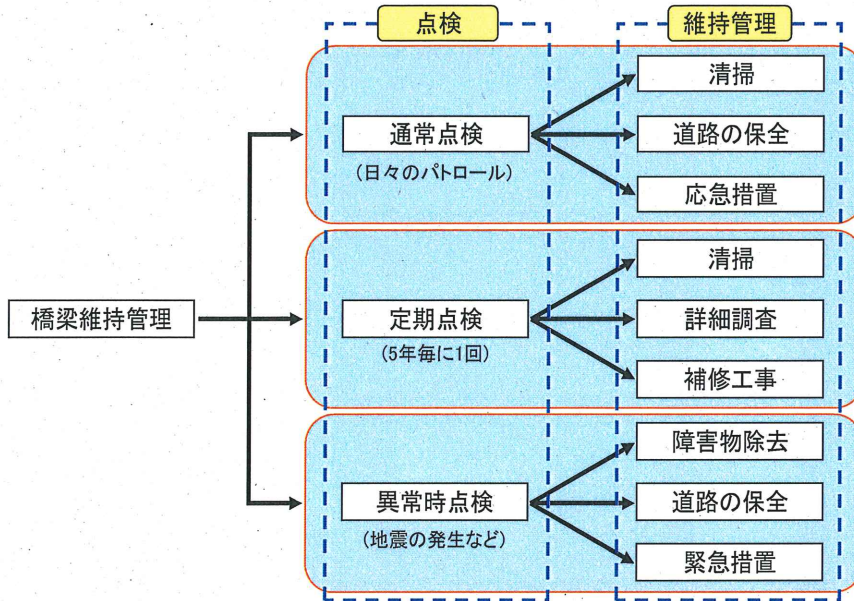 点検
維持管理
清掃
通常点検
道路の保全
(日々のパトロール)
応急措置
清掃
橋梁維持管理
定期点検
詳細調査
(5年毎に1回)
補修工事
障害物除去
異常時点検
道路の保全
(地震の発生など)
緊急措置